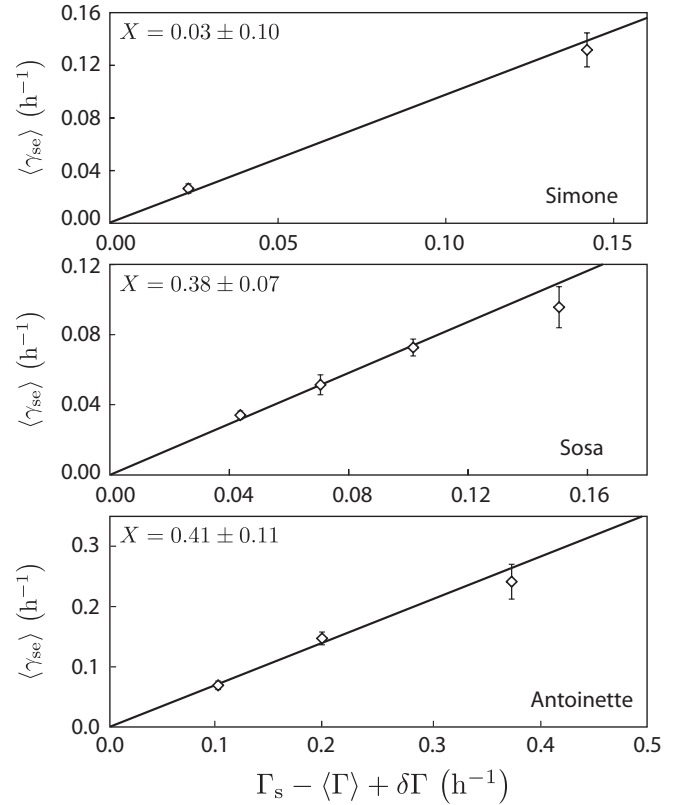 0.16
X = 0.03 ± 0.10
0.12
0.08
0.04
0.00
⟨γse⟩ (h−1)
Simone
0.00 0.05 0.10 0.15
0.12
X = 0.38 ± 0.07
0.08
0.04
0.00
⟨γse⟩ (h−1)
Sosa
0.00 0.04 0.08 0.12 0.16
X = 0.41 ± 0.11
0.3
0.2
0.1
0.0
⟨γse⟩ (h−1)
Antoinette
0.0 0.1 0.2 0.3 0.4 0.5
Γs − ⟨Γ⟩ + δΓ (h−1)